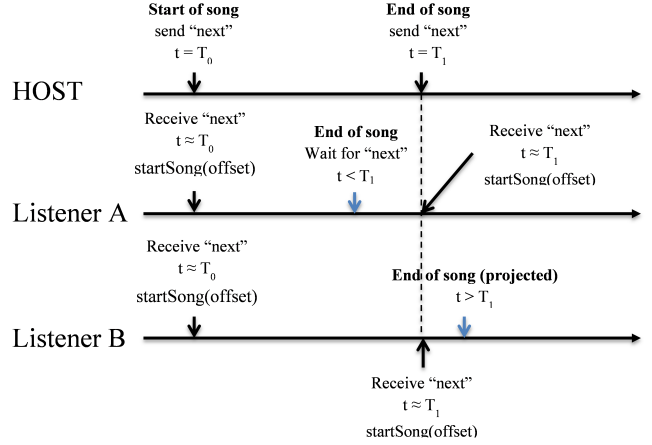 Start of song
send “next”
t = T0
End of song
send “next”
t = T1
HOST
Receive “next”
t ≈ T0
startSong(offset)
End of song
Wait for “next”
t < T1
Receive “next”
t ≈ T1
startSong(offset)
Listener A
Receive “next”
t ≈ T0
startSong(offset)
End of song (projected)
t > T1
Listener B
Receive “next”
t ≈ T1
startSong(offset)